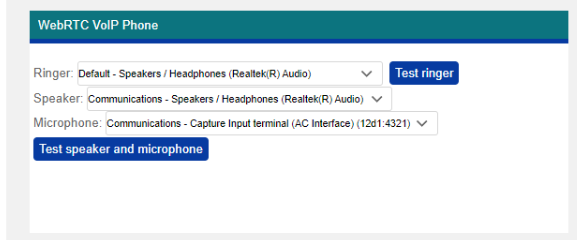 WebRTC VoIP Phone
Ringer: Default - Speakers / Headphones (Realtek(R) Audio) Test ringer
Speaker: Communications - Speakers / Headphones (Realtek(R) Audio)
Microphone: Communications - Capture Input terminal (AC Interface) (12d1:4321)
Test speaker and microphone